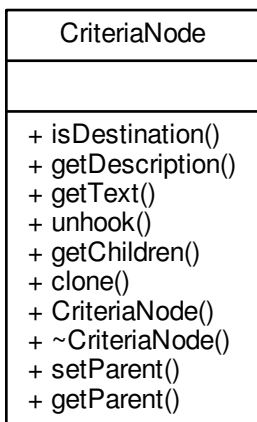 CriteriaNode
+ isDestination()
+ getDescription()
+ getText()
+ unhook()
+ getChildren()
+ clone()
+ CriteriaNode()
+ ~CriteriaNode()
+ setParent()
+ getParent()